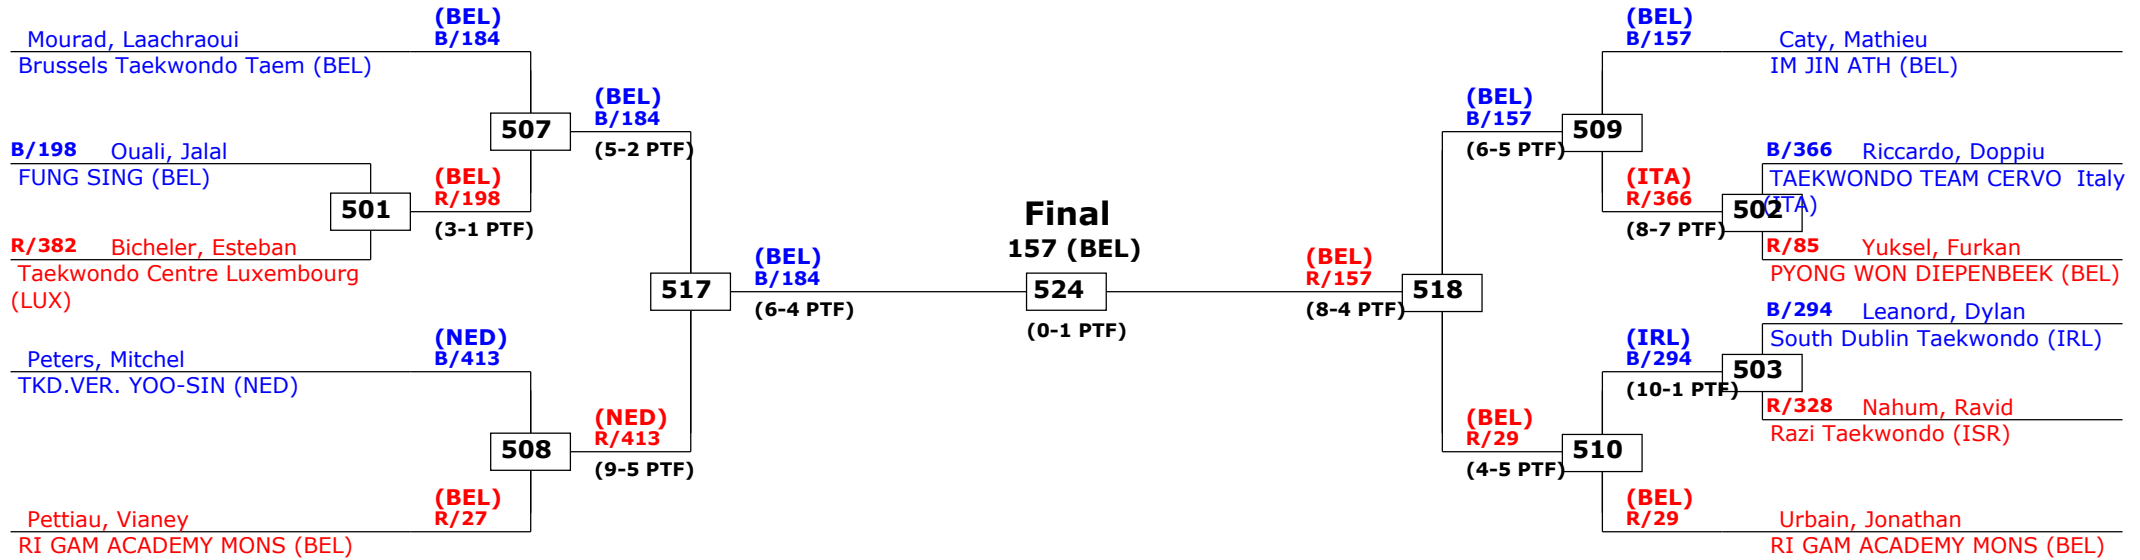 (BEL)
B/184
Mourad, Laachraoui
Brussels Taekwondo Taem (BEL)
507
(BEL)
B/184
(5-2 PTF)
B/198 Ouali, Jalal
FUNG SING (BEL)
501
(BEL)
R/198
(3-1 PTF)
R/382 Bicheler, Esteban
Taekwondo Centre Luxembourg
(LUX)
517
(BEL)
B/184
(6-4 PTF)
(NED)
B/413
Peters, Mitchel
TKD.VER. YOO-SIN (NED)
508
(NED)
R/413
(9-5 PTF)
(BEL)
R/27
Pettiau, Vianey
RI GAM ACADEMY MONS (BEL)
Final
157 (BEL)
524
(0-1 PTF)
(BEL)
R/157
(8-4 PTF)
518
(BEL)
B/157
(6-5 PTF)
509
(BEL)
B/157
Caty, Mathieu
IM JIN ATH (BEL)
B/366 Riccardo, Doppiu
TAEKWONDO TEAM CERVO Italy
(ITA)
(ITA)
R/366
(8-7 PTF)
502
R/85 Yuksel, Furkan
PYONG WON DIEPENBEEK (BEL)
B/294 Leanord, Dylan
South Dublin Taekwondo (IRL)
(IRL)
B/294
(10-1 PTF)
503
R/328 Nahum, Ravid
Razi Taekwondo (ISR)
(BEL)
R/29
(4-5 PTF)
510
(BEL)
R/29
Urbain, Jonathan
RI GAM ACADEMY MONS (BEL)